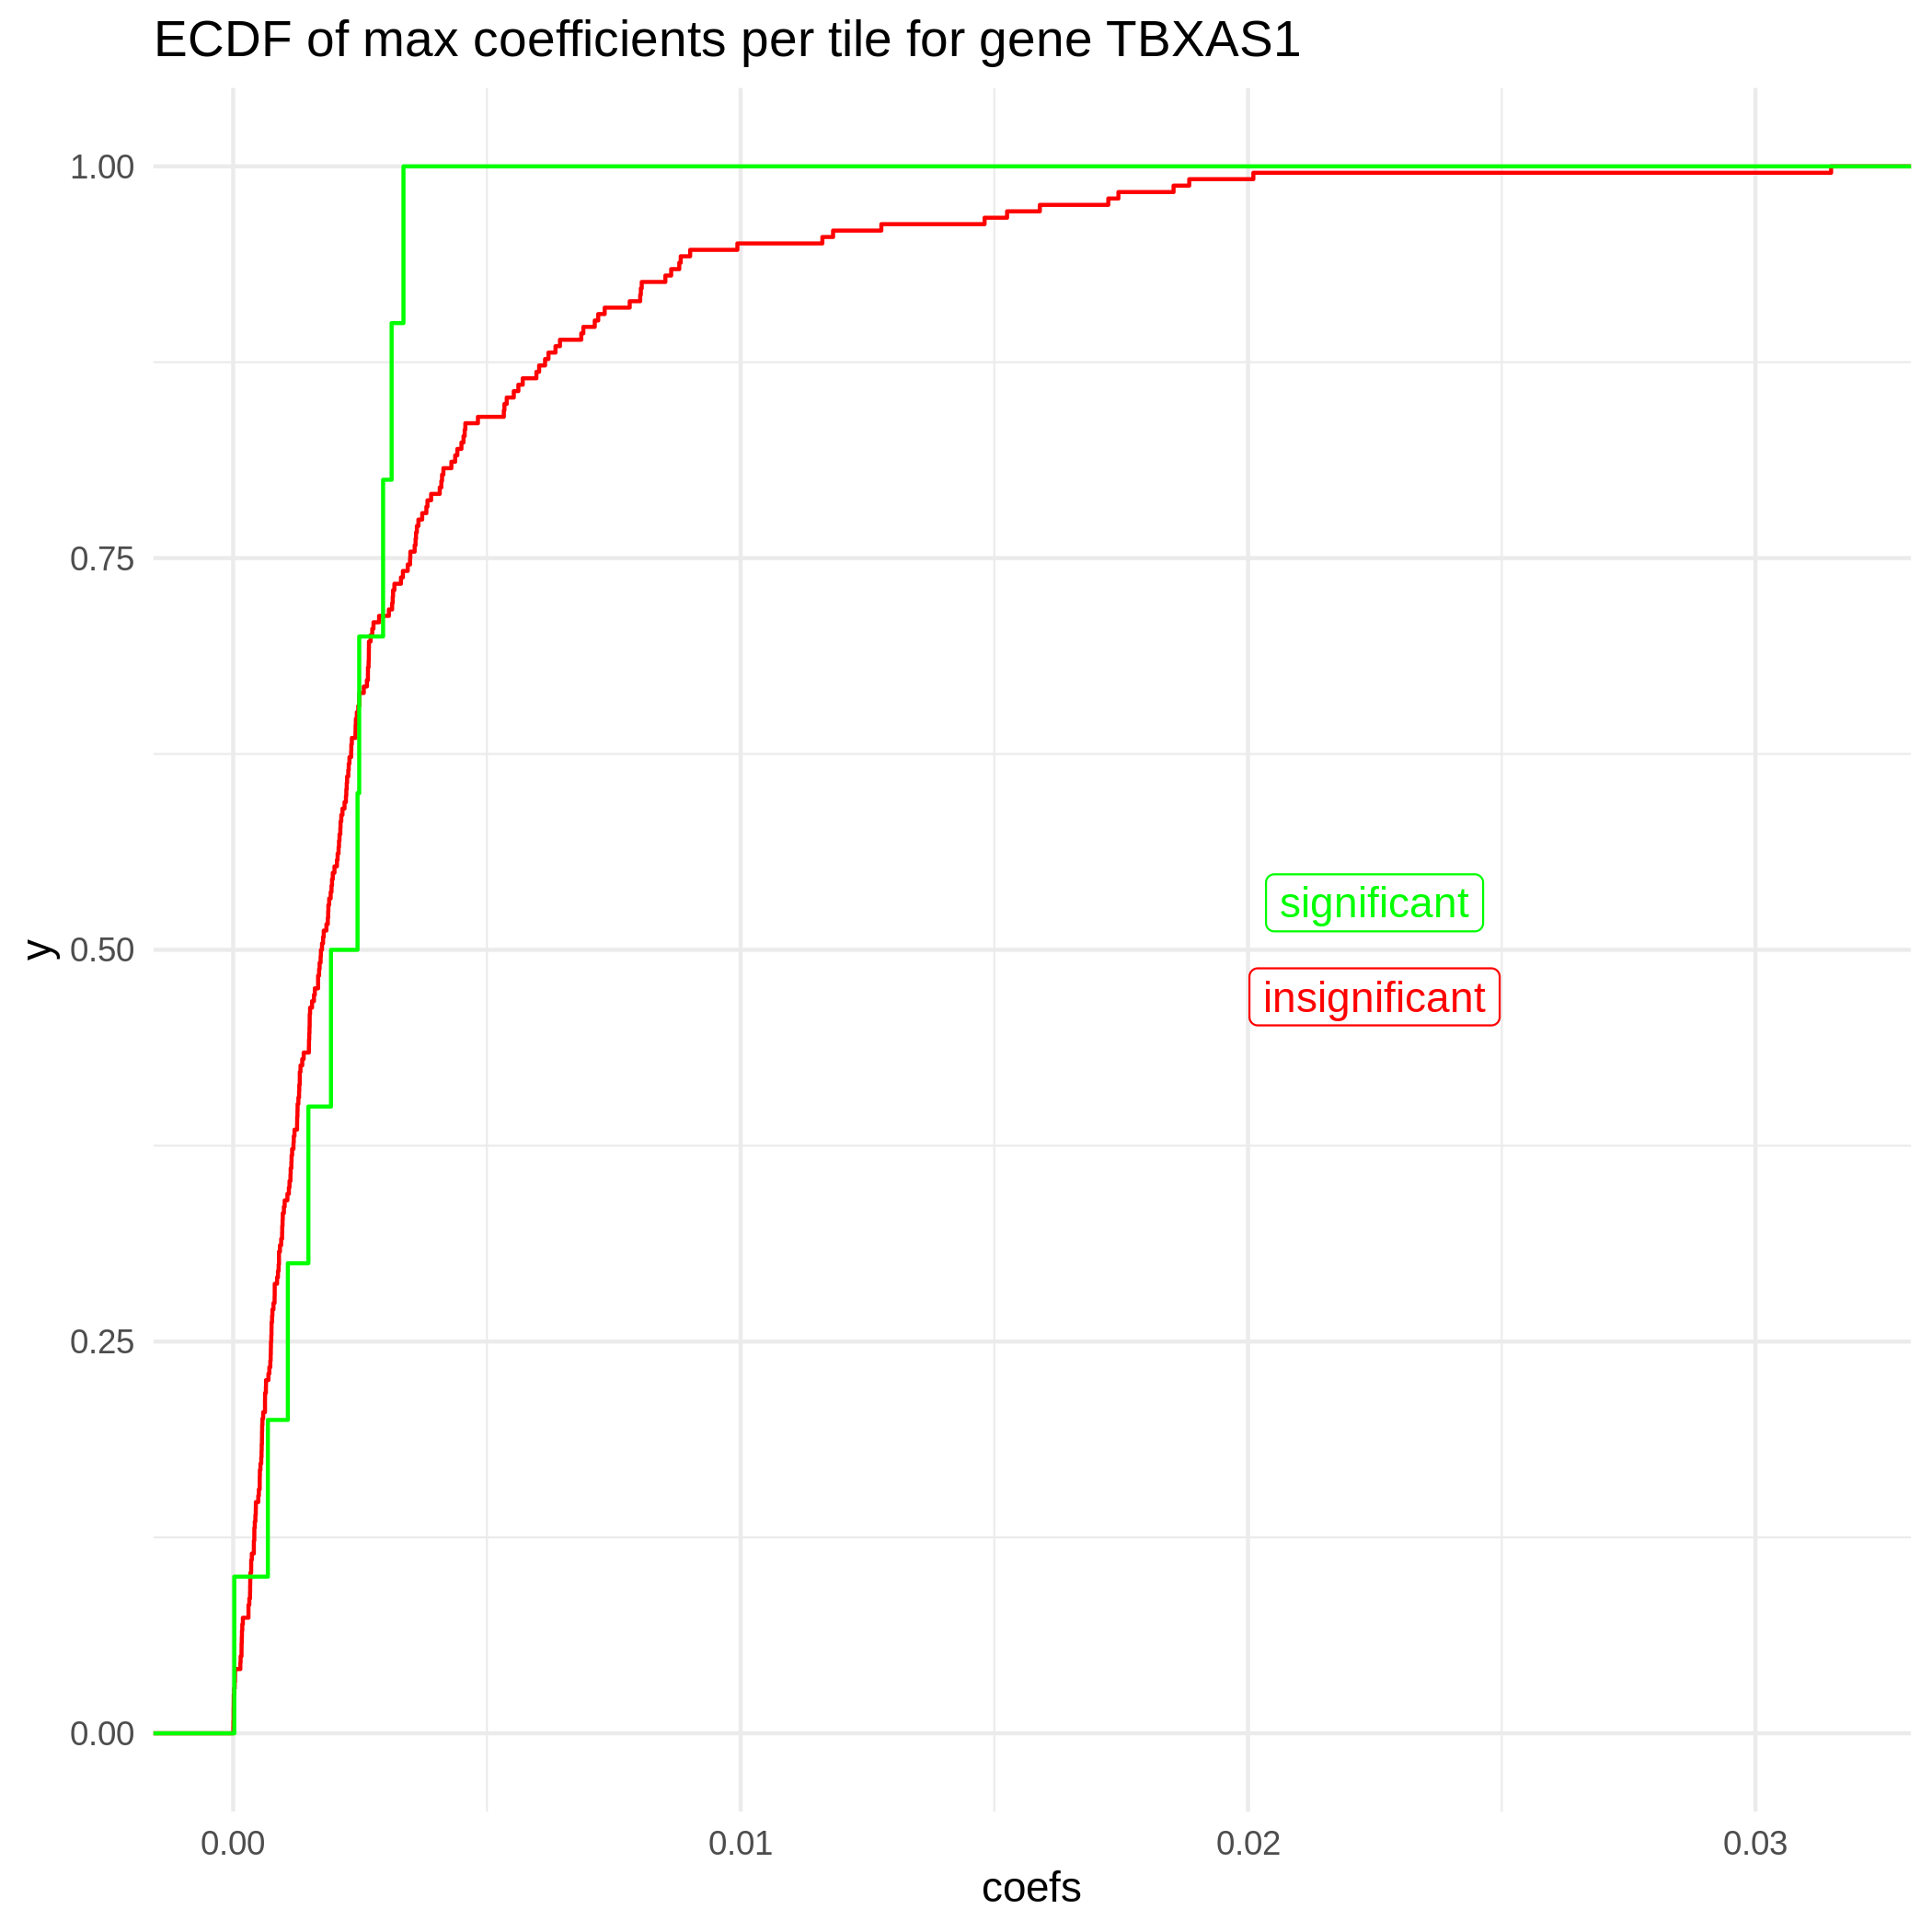 ECDF of max coefficients per tile for gene TBXAS1
1.00
0.75
0.50
0.25
0.00
y
significant
insignificant
0.00 0.01 0.02 0.03
coefs